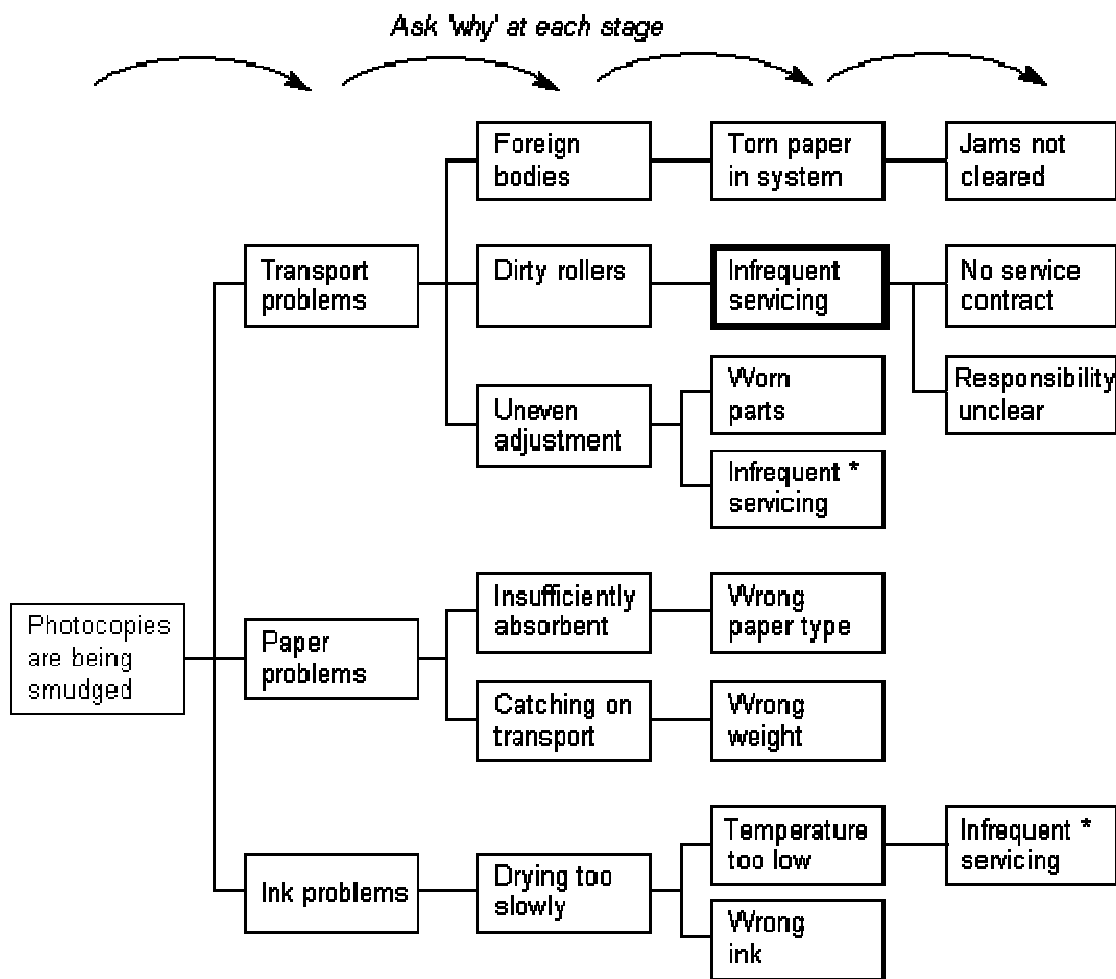 Ask 'why' at each stage
Foreign
bodies
Torn paper
in system
Jams not
cleared
Transport
problems
Dirty rollers
Infrequent
servicing
No service
contract
Responsibility
unclear
Uneven
adjustment
Worn
parts
Infrequent *
servicing
Photocopies
are being
smudged
Paper
problems
Insufficiently
absorbent
Wrong
paper type
Catching on
transport
Wrong
weight
Ink problems
Drying too
slowly
Temperature
too low
Infrequent *
servicing
Wrong
ink